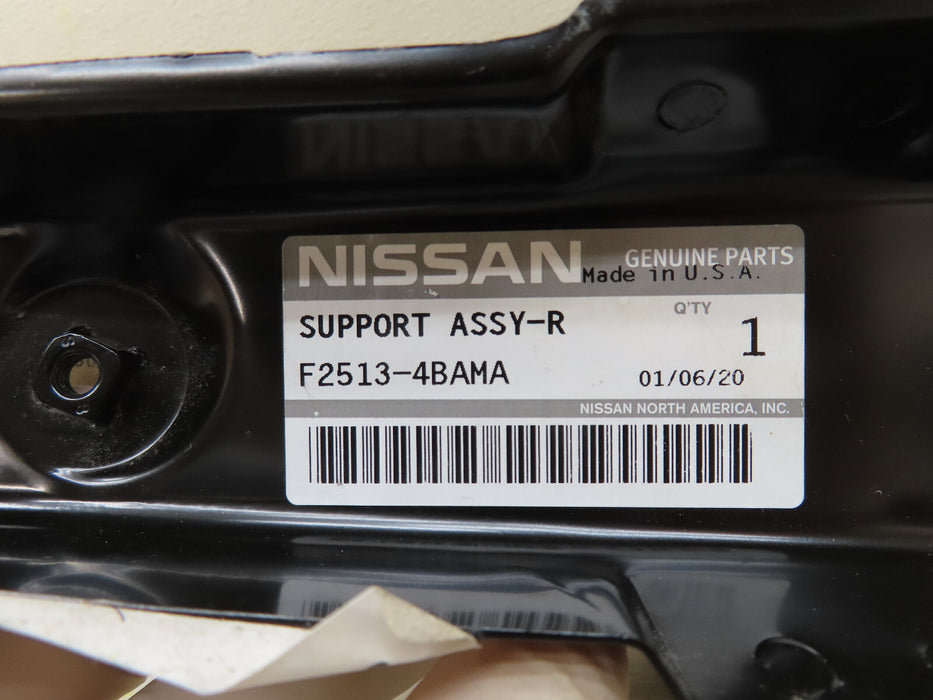 NISSAN GENUINE PARTS
Made in U.S.A.
Q'TY
SUPPORT ASSY-R 1
F2513-4BAMA 01/06/20
NISSAN NORTH AMERICA, INC.